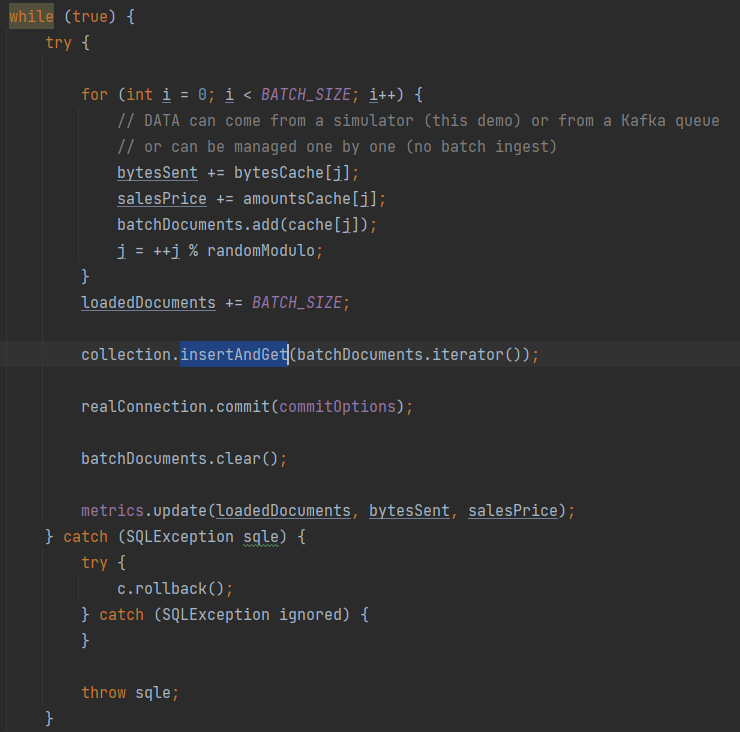 while (true) {
    try {
        for (int i = 0; i < BATCH_SIZE; i++) {
            // DATA can come from a simulator (this demo) or from a Kafka queue
            // or can be managed one by one (no batch ingest)
            bytesSent += bytesCache[j];
            salesPrice += amountsCache[j];
            batchDocuments.add(cache[j]);
            j = ++j % randomModulo;
        }
        loadedDocuments += BATCH_SIZE;
        collection.insertAndGet(batchDocuments.iterator());
        realConnection.commit(commitOptions);
        batchDocuments.clear();
        metrics.update(loadedDocuments, bytesSent, salesPrice);
    } catch (SQLException sqle) {
        try {
            c.rollback();
        } catch (SQLException ignored) {
        }
        throw sqle;
    }